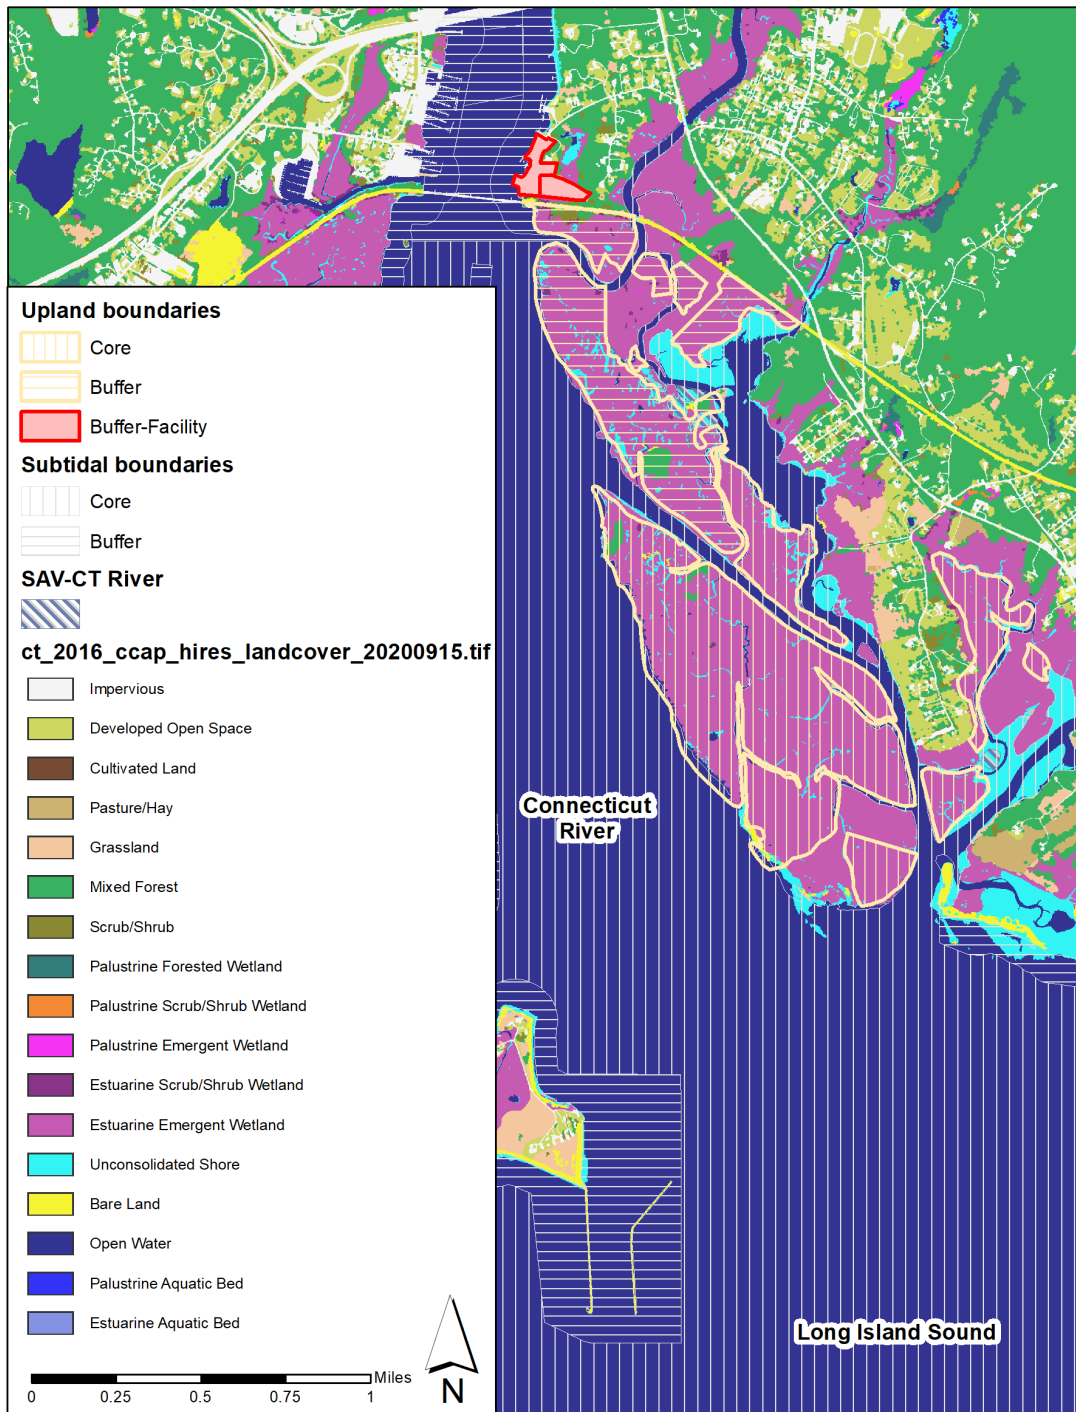 Upland boundaries
Core
Buffer
Buffer-Facility
Subtidal boundaries
Core
Buffer
SAV-CT River
ct_2016_ccap_hires_landcover_20200915.tif
Impervious
Developed Open Space
Cultivated Land
Pasture/Hay
Grassland
Mixed Forest
Scrub/Shrub
Palustrine Forested Wetland
Palustrine Scrub/Shrub Wetland
Palustrine Emergent Wetland
Estuarine Scrub/Shrub Wetland
Estuarine Emergent Wetland
Unconsolidated Shore
Bare Land
Open Water
Palustrine Aquatic Bed
Estuarine Aquatic Bed
Miles
0 0.25 0.5 0.75 1
N
Connecticut
River
Long Island Sound